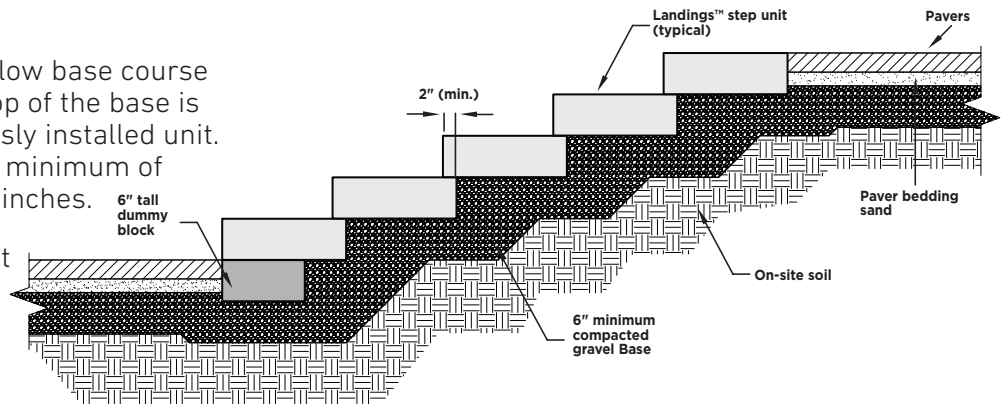 low base course
op of the base is
sly installed unit.
minimum of
inches.
t
Landings™ step unit
(typical)
Pavers
2" (min.)
6" tall
dummy
block
Paver bedding
sand
On-site soil
6" minimum
compacted
gravel Base